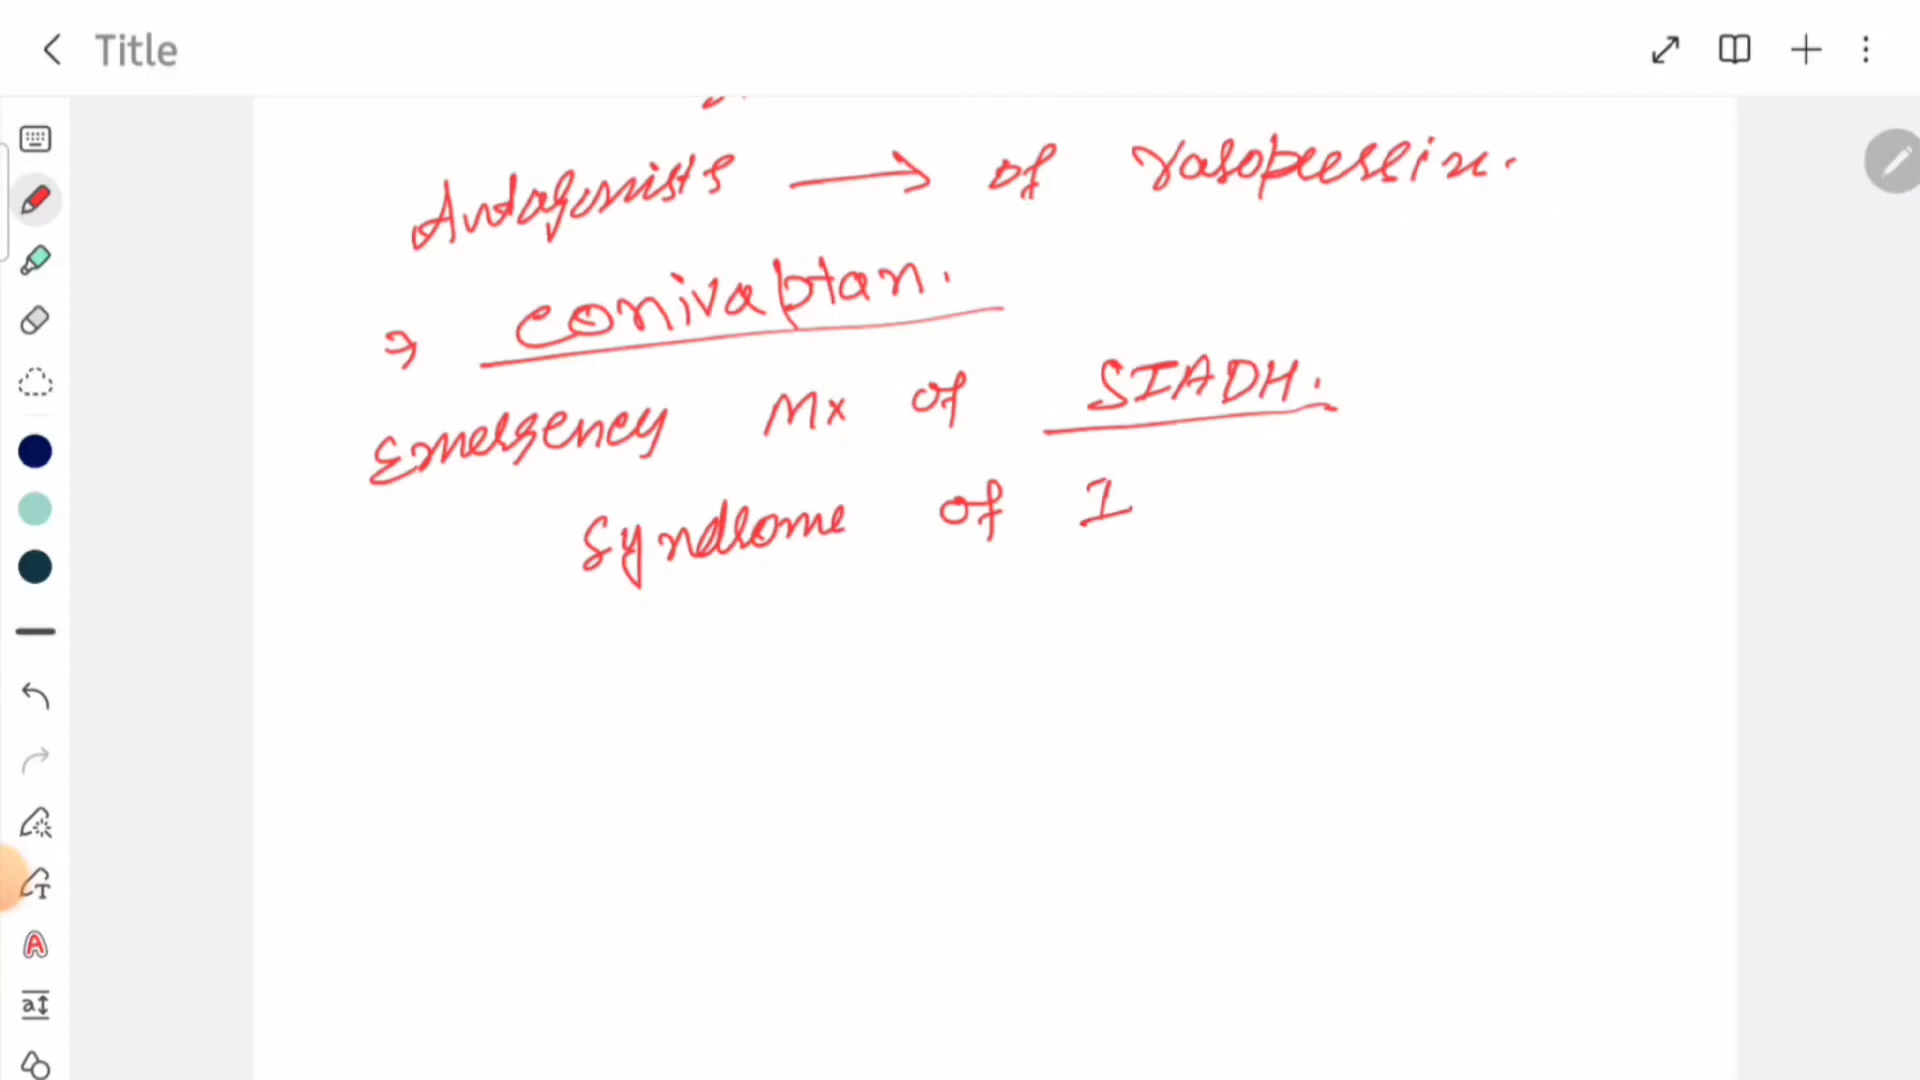 Title
Antagonists → of vasopressin.
→ Conivaptan.
Emergency Mx of SIADH.
Syndrome of I